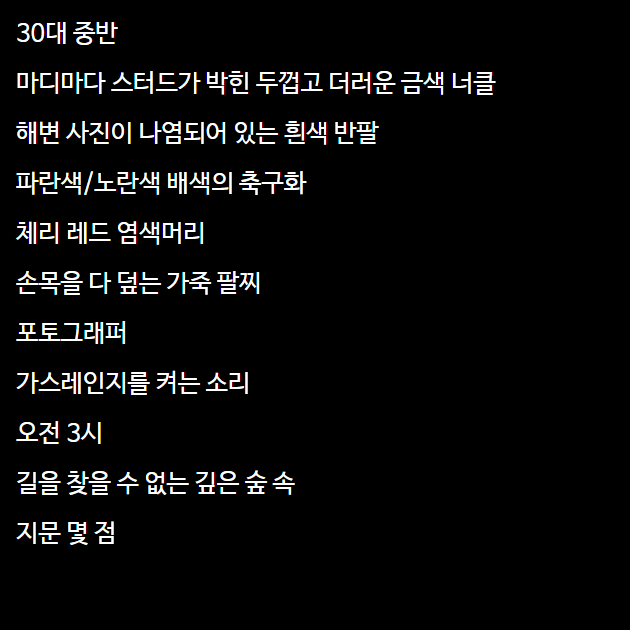 30대 중반
마디마다 스터드가 박힌 두껍고 더러운 금색 너클
해변 사진이 나염되어 있는 흰색 반팔
파란색/노란색 배색의 축구화
체리 레드 염색머리
손목을 다 덮는 가죽 팔찌
포토그래퍼
가스레인지를 켜는 소리
오전 3시
길을 찾을 수 없는 깊은 숲 속
지문 몇 점